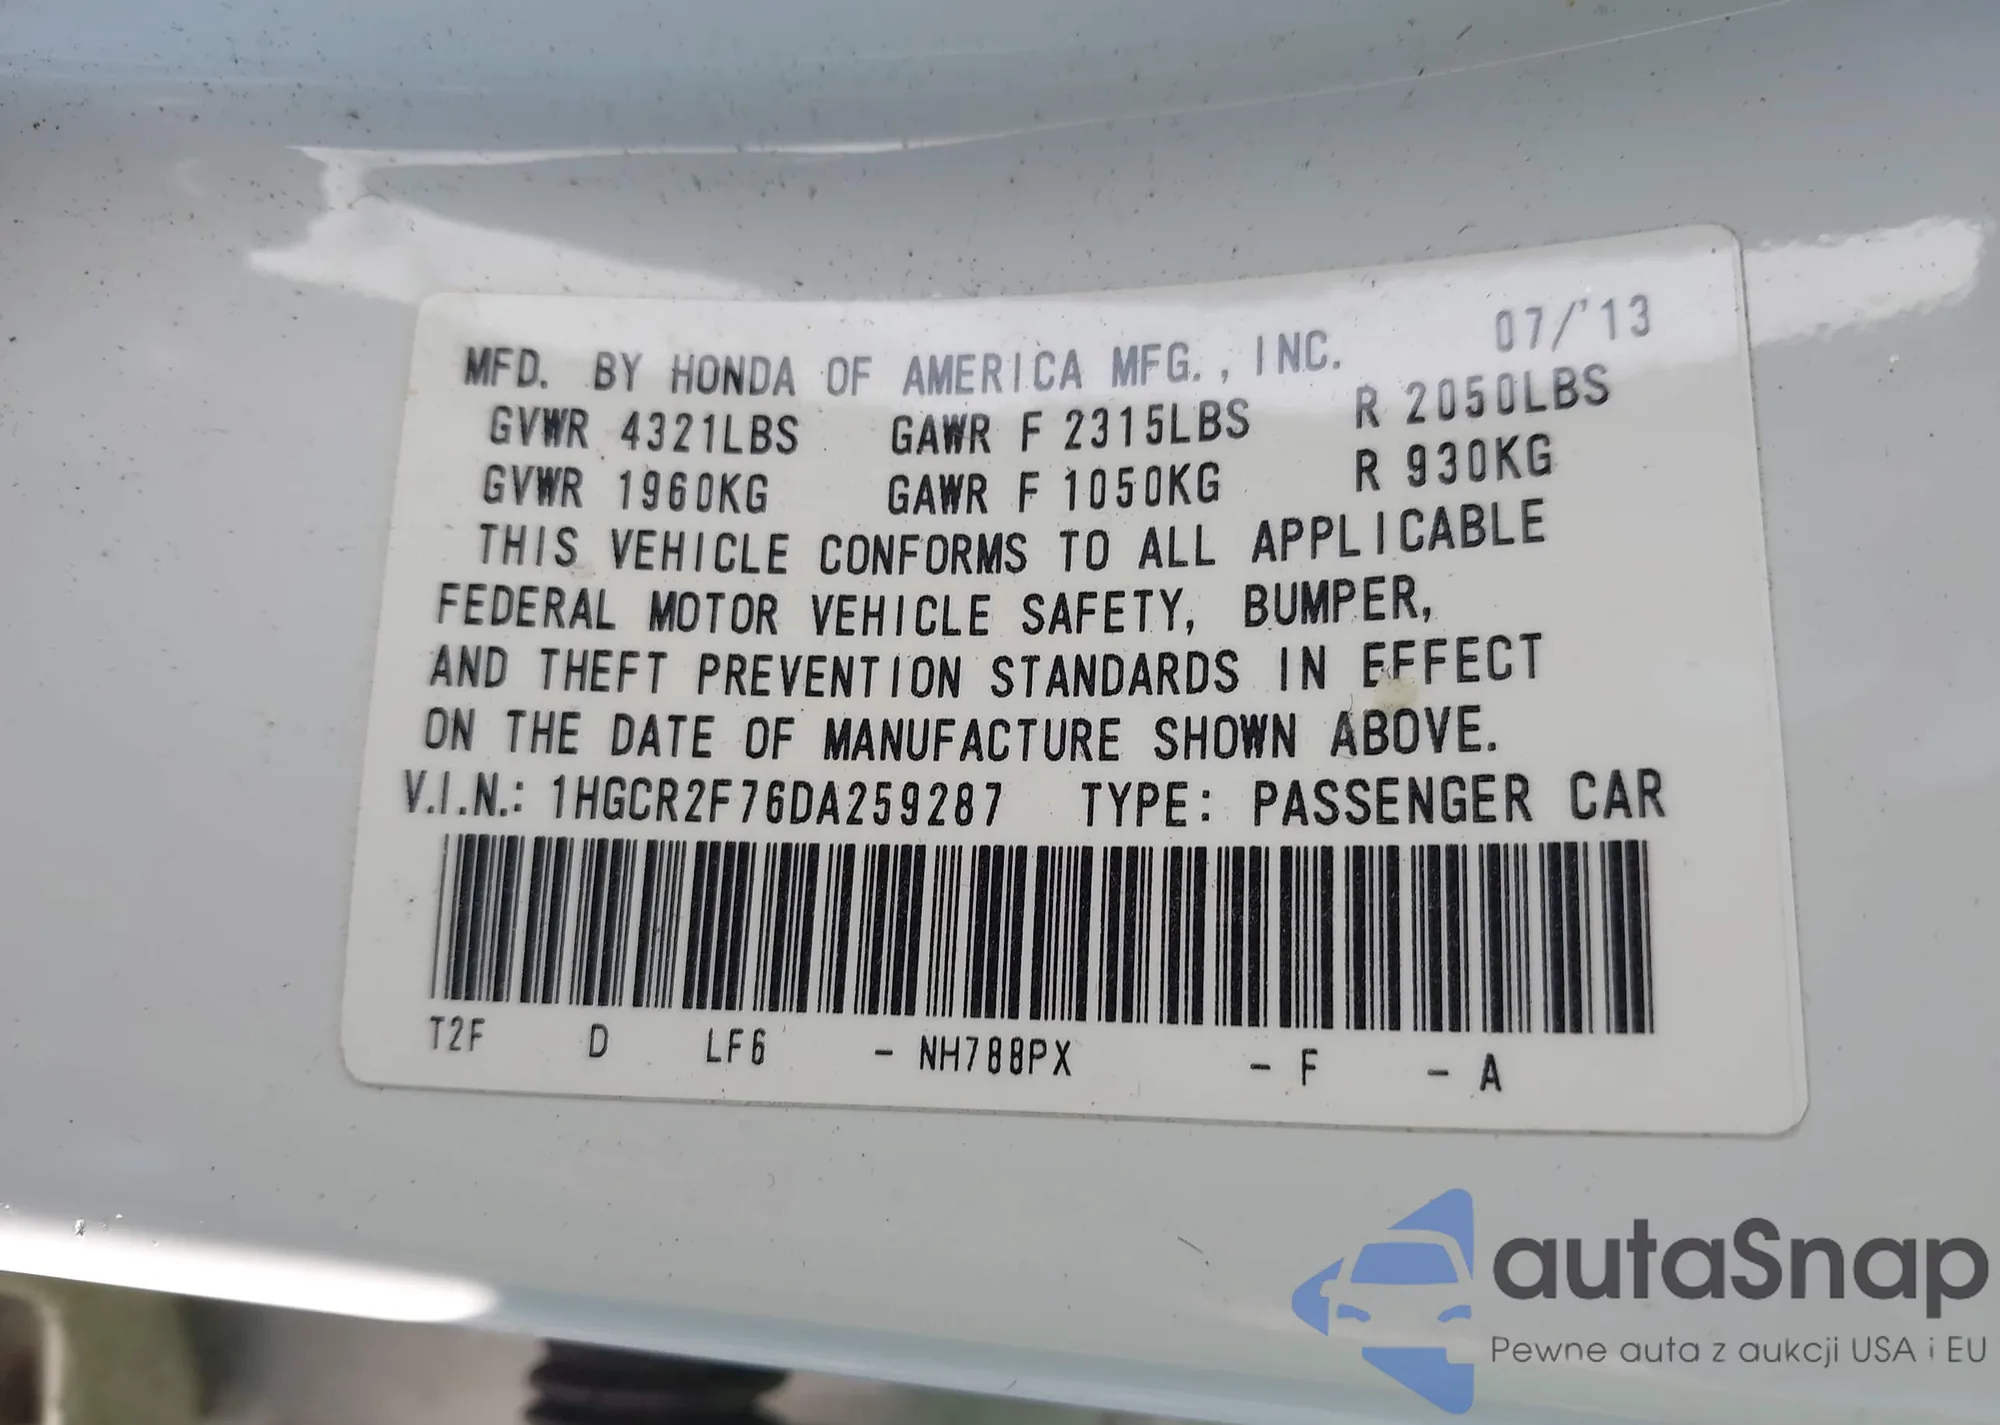 07/'13
MFD. BY HONDA OF AMERICA MFG., INC.
GVWR 4321LBS GAWR F 2315LBS R 2050LBS
GVWR 1960KG GAWR F 1050KG R 930KG
THIS VEHICLE CONFORMS TO ALL APPLICABLE
FEDERAL MOTOR VEHICLE SAFETY, BUMPER,
AND THEFT PREVENTION STANDARDS IN EFFECT
ON THE DATE OF MANUFACTURE SHOWN ABOVE.
V.I.N.: 1HGCR2F76DA259287 TYPE: PASSENGER CAR
T2F D LF6 - NH788PX - F - A
autaSnap
Pewne auta z aukcji USA i EU